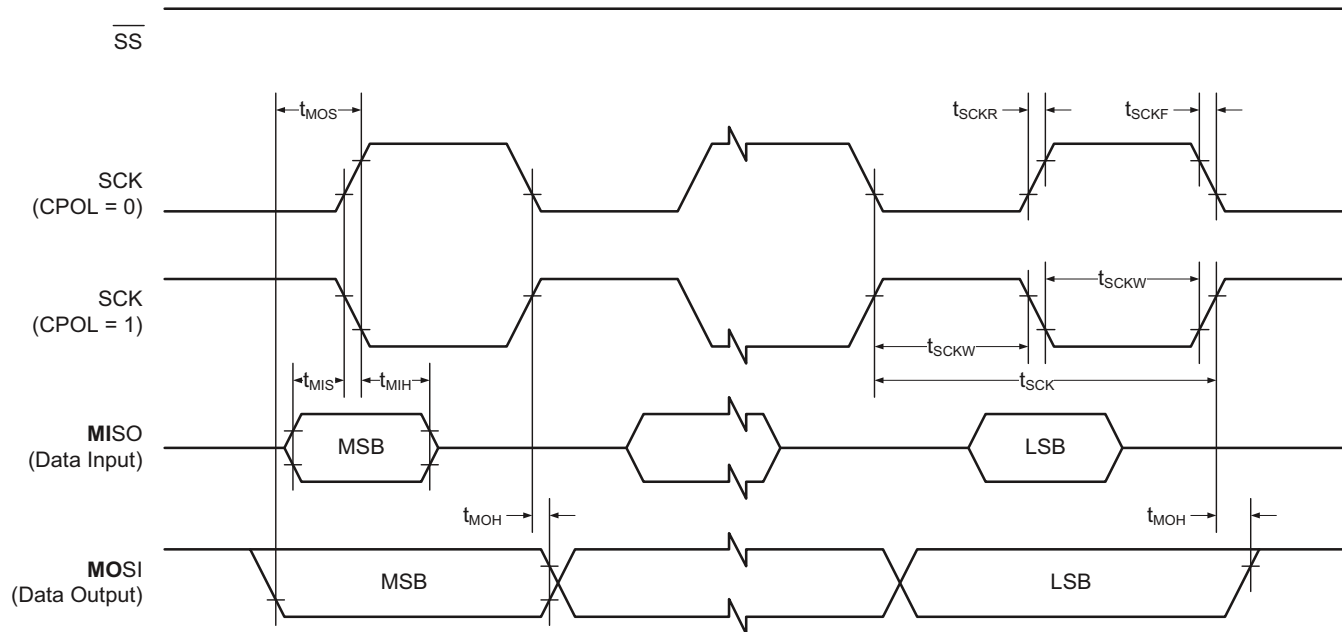 SS
tMOS
tSCKR
tSCKF
SCK
(CPOL = 0)
SCK
(CPOL = 1)
tSCKW
tSCKW
tMIS
tMIH
tSCK
MISO
(Data Input)
MSB
LSB
tMOH
tMOH
MOSI
(Data Output)
MSB
LSB